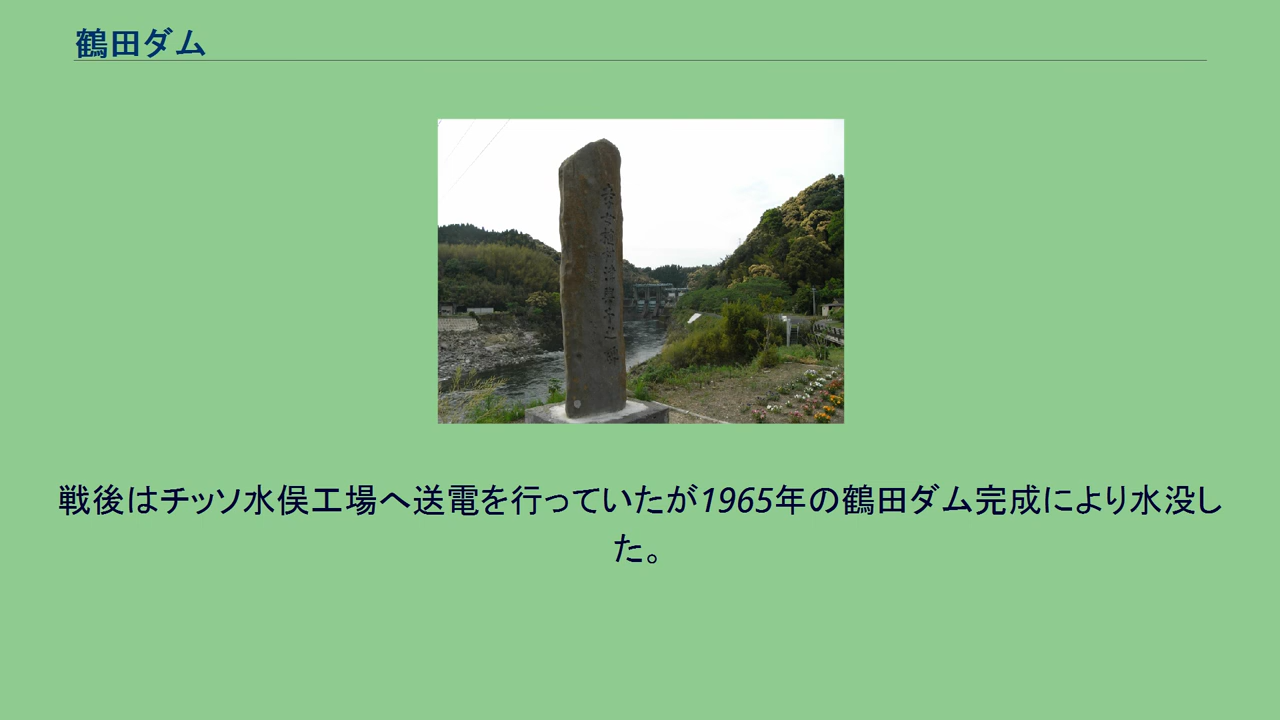 鶴田ダム
戦後はチッソ水俣工場へ送電を行っていたが1965年の鶴田ダム完成により水没し
た。